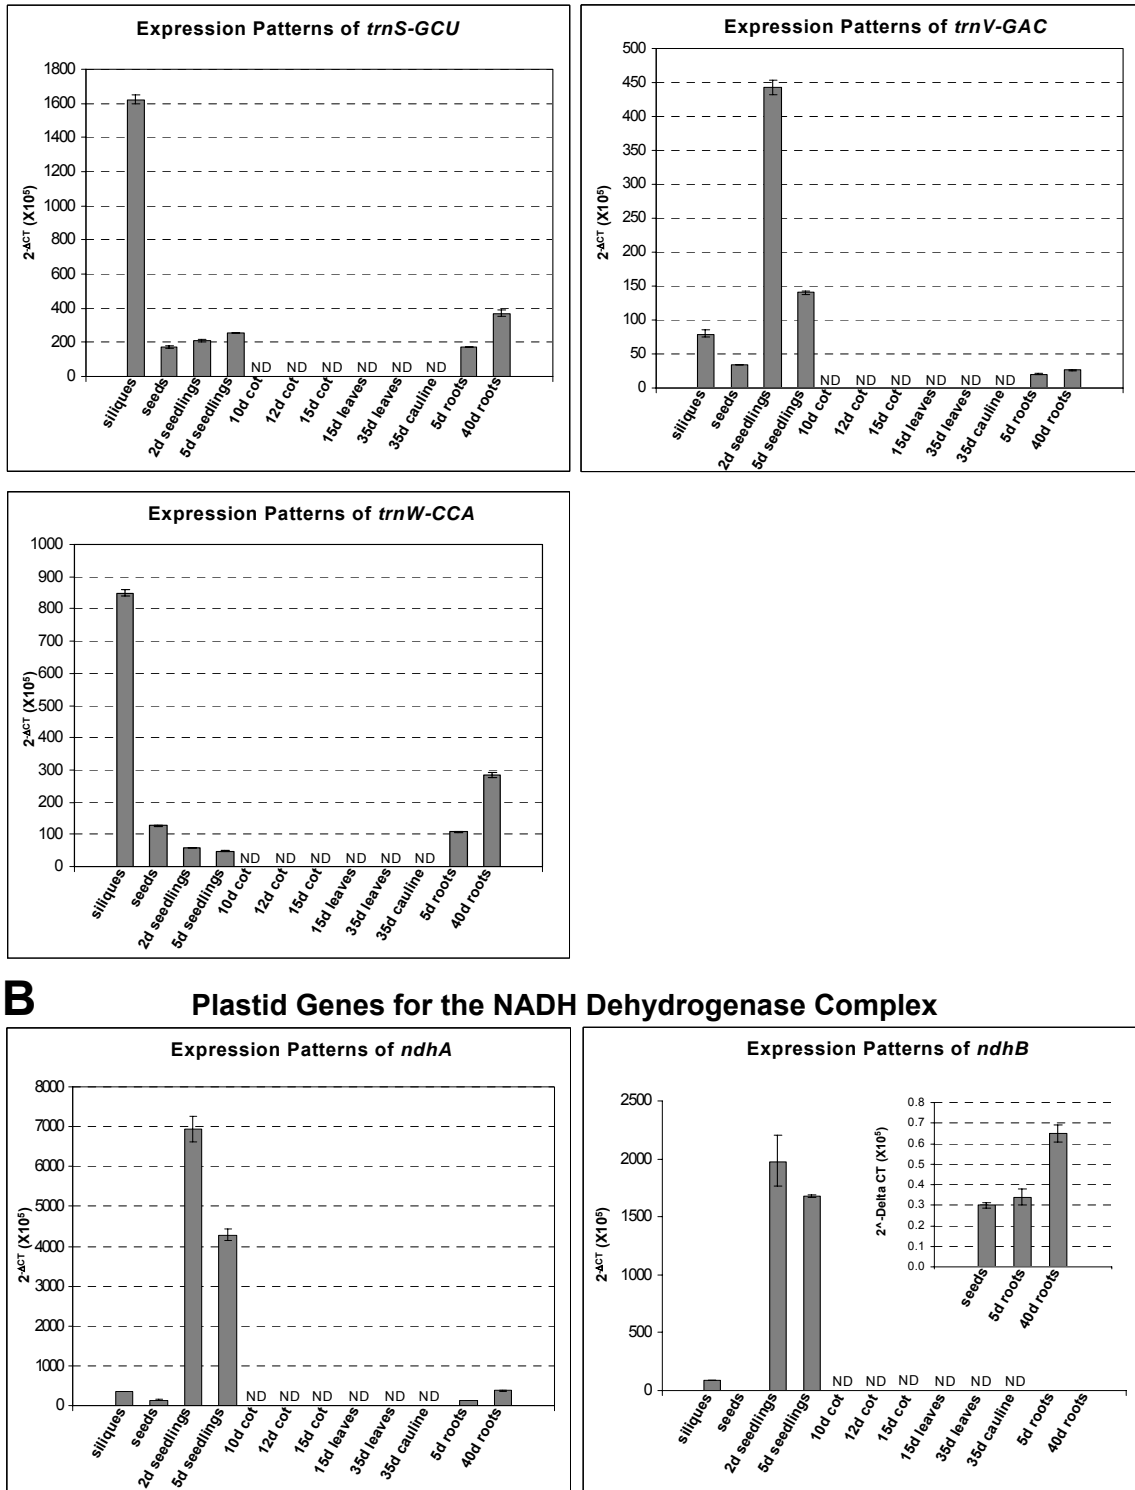 Expression Patterns of trnS-GCU
2-ΔCT (X10⁵)
1800
1600
1400
1200
1000
800
600
400
200
0
ND ND ND ND ND ND
siliques
seeds
2d seedlings
5d seedlings
10d cot
12d cot
15d cot
15d leaves
35d leaves
35d cauline
5d roots
40d roots
Expression Patterns of trnV-GAC
2-ΔCT (X10⁵)
500
450
400
350
300
250
200
150
100
50
0
ND ND ND ND ND ND
siliques
seeds
2d seedlings
5d seedlings
10d cot
12d cot
15d cot
15d leaves
35d leaves
35d cauline
5d roots
40d roots
Expression Patterns of trnW-CCA
2-ΔCT (X10⁵)
1000
900
800
700
600
500
400
300
200
100
0
ND ND ND ND ND ND
siliques
seeds
2d seedlings
5d seedlings
10d cot
12d cot
15d cot
15d leaves
35d leaves
35d cauline
5d roots
40d roots
B Plastid Genes for the NADH Dehydrogenase Complex
Expression Patterns of ndhA
2-ΔCT (X10⁵)
8000
7000
6000
5000
4000
3000
2000
1000
0
ND ND ND ND ND ND
siliques
seeds
2d seedlings
5d seedlings
10d cot
12d cot
15d cot
15d leaves
35d leaves
35d cauline
5d roots
40d roots
Expression Patterns of ndhB
2-ΔCT (X10⁵)
2500
2000
1500
1000
500
0
ND ND ND ND ND ND
siliques
seeds
2d seedlings
5d seedlings
10d cot
12d cot
15d cot
15d leaves
35d leaves
35d cauline
5d roots
40d roots
2^-Delta CT (X10⁵)
0.8
0.7
0.6
0.5
0.4
0.3
0.2
0.1
0.0
seeds
5d roots
40d roots